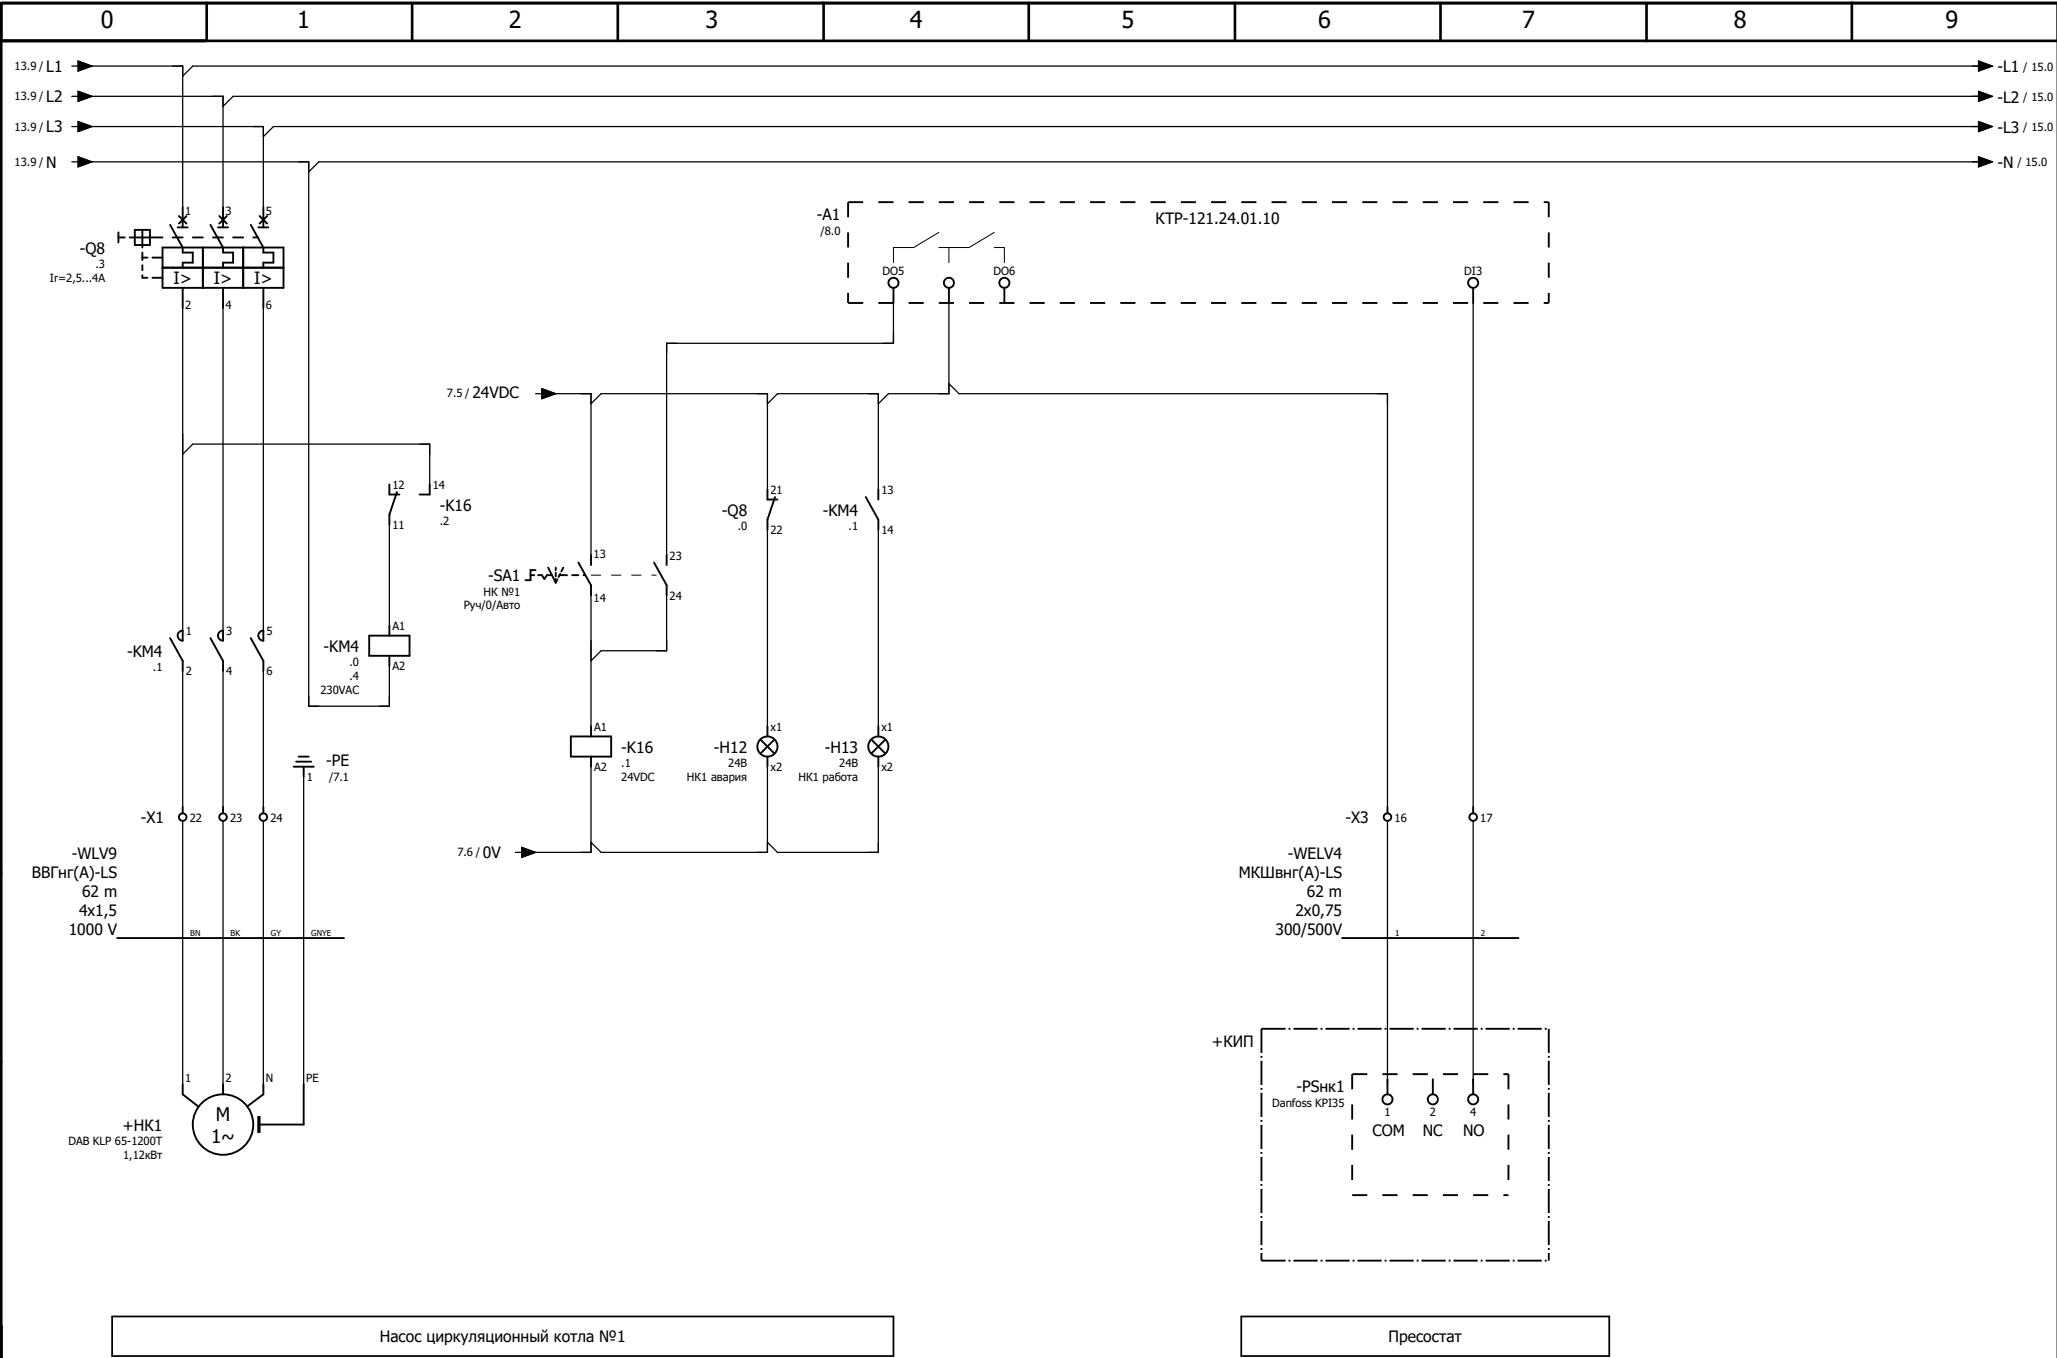 0 1 2 3 4 5 6 7 8 9
13.9 / L1
-L1 / 15.0
13.9 / L2
-L2 / 15.0
13.9 / L3
-L3 / 15.0
13.9 / N
-N / 15.0
-Q8
.3
Ir=2,5...4A
1 3 5
I> I> I>
2 4 6
-A1
/8.0
КТР-121.24.01.10
DO5 DO6 DI3
7.5 / 24VDC
12 14
-K16
.2
11
-Q8
.0
21
22
-KM4
.1
13
14
-SA1
НК №1
Руч/0/Авто
13
14
23
24
-KM4
.1
1 3 5
2 4 6
-KM4
.0
.4
230VAC
A1
A2
-PE
/7.1
1
A1
A2
-K16
.1
24VDC
-H12
24В
НК1 авария
x1
x2
-H13
24В
НК1 работа
x1
x2
-X1 22 23 24
7.6 / 0V
-X3 16 17
-WLV9
ВВГнг(А)-LS
62 m
4x1,5
1000 V
BN BK GY GNYE
-WELV4
МКШвнг(А)-LS
62 m
2x0,75
300/500V
1 2
+КИП
-PSнк1
Danfoss KPI35
1 2 4
COM NC NO
1 2 N PE
M
1~
+НК1
DAB KLP 65-1200T
1,12кВт
Насос циркуляционный котла №1
Пресостат